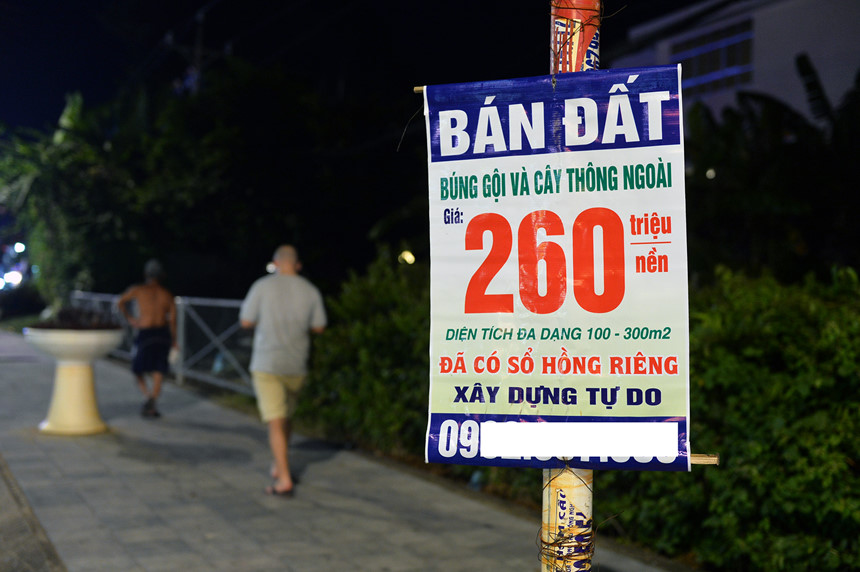 BÁN ĐẤT
BÚNG GỘI VÀ CÂY THÔNG NGOÀI
Giá: 260 triệu
nền
DIỆN TÍCH ĐA DẠNG 100 - 300m2
ĐÃ CÓ SỔ HỒNG RIÊNG
XÂY DỰNG TỰ DO